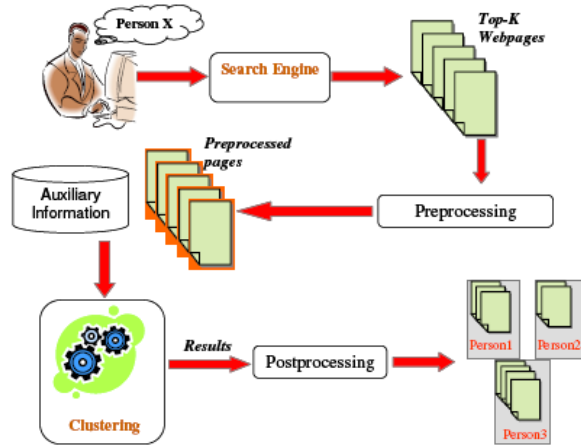 Person X
Top-K
Webpages
Search Engine
Preprocessed
pages
Auxiliary
Information
Preprocessing
Results
Postprocessing
Person1
Person2
Person3
Clustering